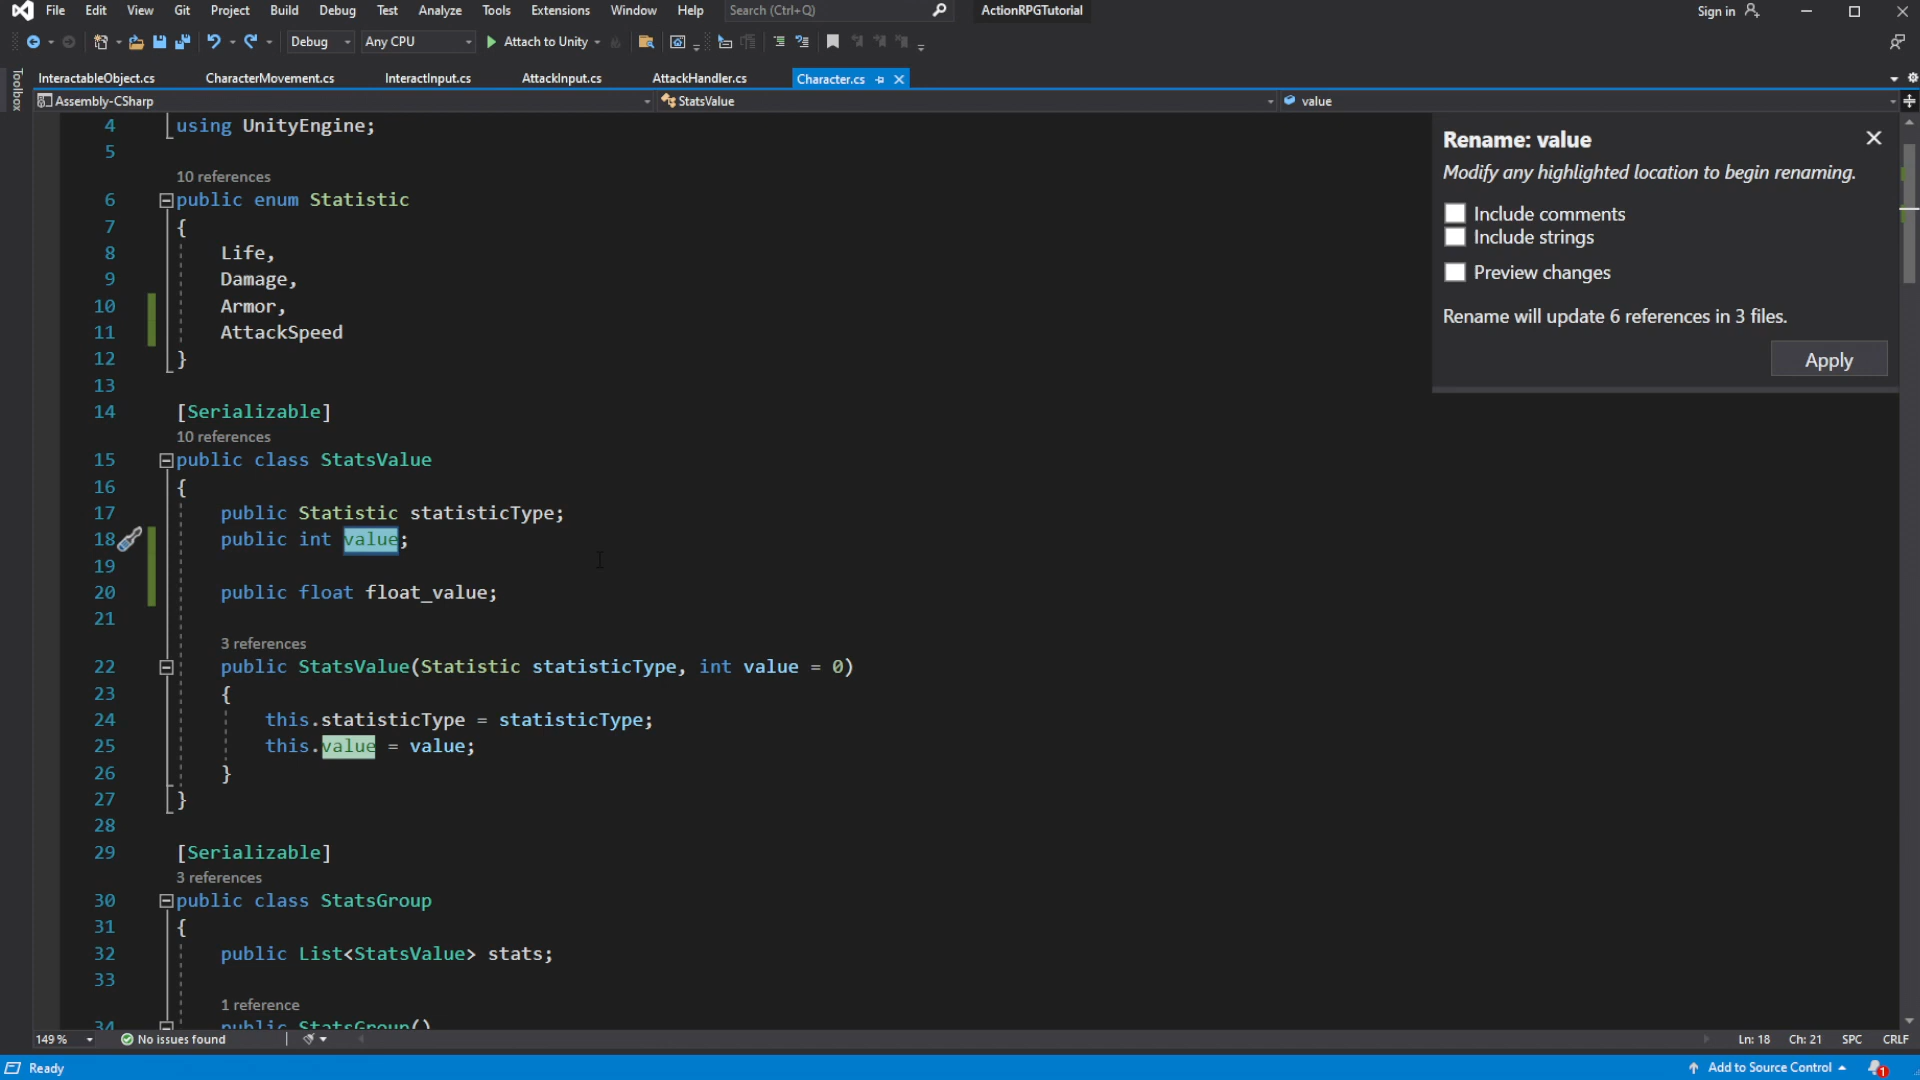 File Edit View Git Project Build Debug Test Analyze Tools Extensions Window Help Search (Ctrl+Q) ActionRPGTutorial Sign in
Debug Any CPU Attach to Unity
Toolbox
InteractableObject.cs CharacterMovement.cs InteractInput.cs AttackInput.cs AttackHandler.cs Character.cs
Assembly-CSharp StatsValue value
4 using UnityEngine;
5
10 references
6 public enum Statistic
7 {
8 Life,
9 Damage,
10 Armor,
11 AttackSpeed
12 }
13
14 [Serializable]
10 references
15 public class StatsValue
16 {
17 public Statistic statisticType;
18 public int value;
19
20 public float float_value;
21
3 references
22 public StatsValue(Statistic statisticType, int value = 0)
23 {
24 this.statisticType = statisticType;
25 this.value = value;
26 }
27 }
28
29 [Serializable]
3 references
30 public class StatsGroup
31 {
32 public List<StatsValue> stats;
33
1 reference
34 public StatsGroup()
Rename: value
Modify any highlighted location to begin renaming.
Include comments
Include strings
Preview changes
Rename will update 6 references in 3 files.
Apply
149 % No issues found Ln: 18 Ch: 21 SPC CRLF
Ready Add to Source Control 1